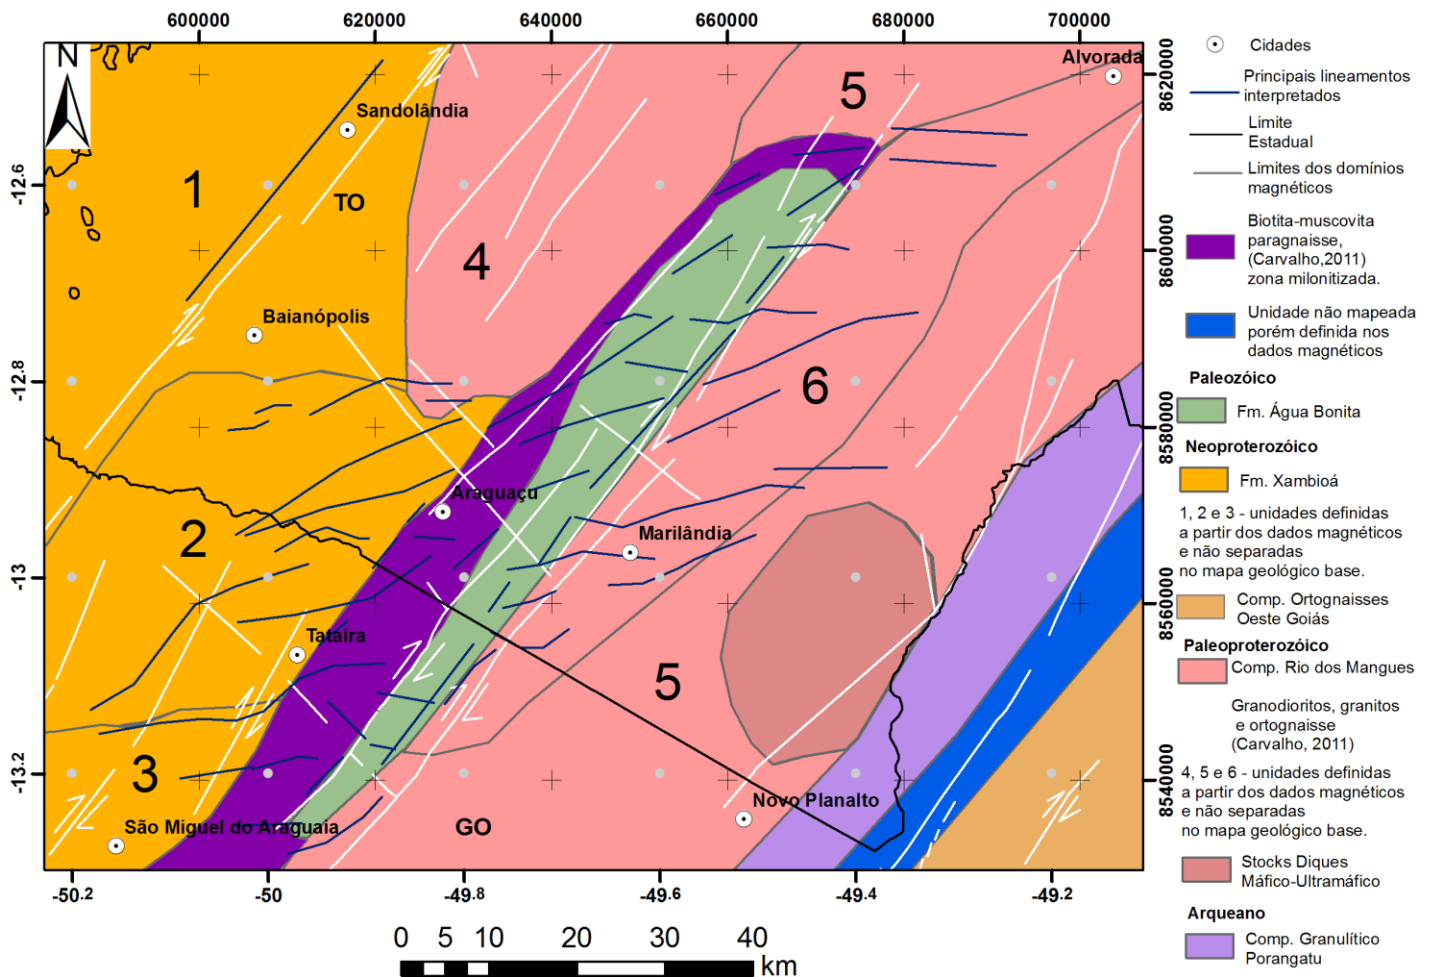 600000
620000
640000
660000
680000
700000
N
Alvorada
Sandolândia
5
1
TO
4
Baianópolis
6
Araguaçu
Marilândia
2
Tataíra
5
3
São Miguel do Araguaia
GO
Novo Planalto
-12.6
-12.8
-13
-13.2
8620000
8600000
8580000
8560000
8540000
-50.2
-50
-49.8
-49.6
-49.4
-49.2
0 5 10 20 30 40
km
Cidades
Principais lineamentos
interpretados
Limite
Estadual
Limites dos domínios
magnéticos
Biotita-muscovita
paragnaisse,
(Carvalho,2011)
zona milonitizada.
Unidade não mapeada
porém definida nos
dados magnéticos
Paleozóico
Fm. Água Bonita
Neoproterozóico
Fm. Xambioá
1, 2 e 3 - unidades definidas
a partir dos dados magnéticos
e não separadas
no mapa geológico base.
Comp. Ortognaisses
Oeste Goiás
Paleoproterozóico
Comp. Rio dos Mangues
Granodioritos, granitos
e ortognaisse
(Carvalho, 2011)
4, 5 e 6 - unidades definidas
a partir dos dados magnéticos
e não separadas
no mapa geológico base.
Stocks Diques
Máfico-Ultramáfico
Arqueano
Comp. Granulítico
Porangatu